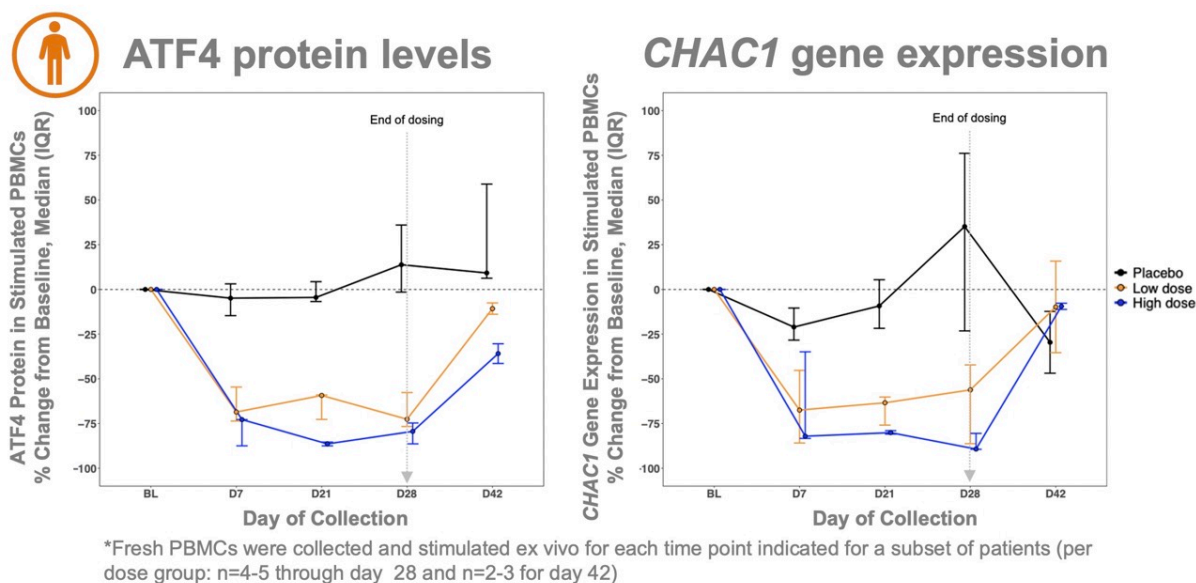 ATF4 protein levels
CHAC1 gene expression
ATF4 Protein in Stimulated PBMCs
% Change from Baseline, Median (IQR)
100
75
50
25
0
−25
−50
−75
−100
End of dosing
BL
D7
D21
D28
D42
Day of Collection
CHAC1 Gene Expression in Stimulated PBMCs
% Change from Baseline, Median (IQR)
100
75
50
25
0
−25
−50
−75
−100
End of dosing
BL
D7
D21
D28
D42
Day of Collection
Placebo
Low dose
High dose
*Fresh PBMCs were collected and stimulated ex vivo for each time point indicated for a subset of patients (per
dose group: n=4-5 through day 28 and n=2-3 for day 42)